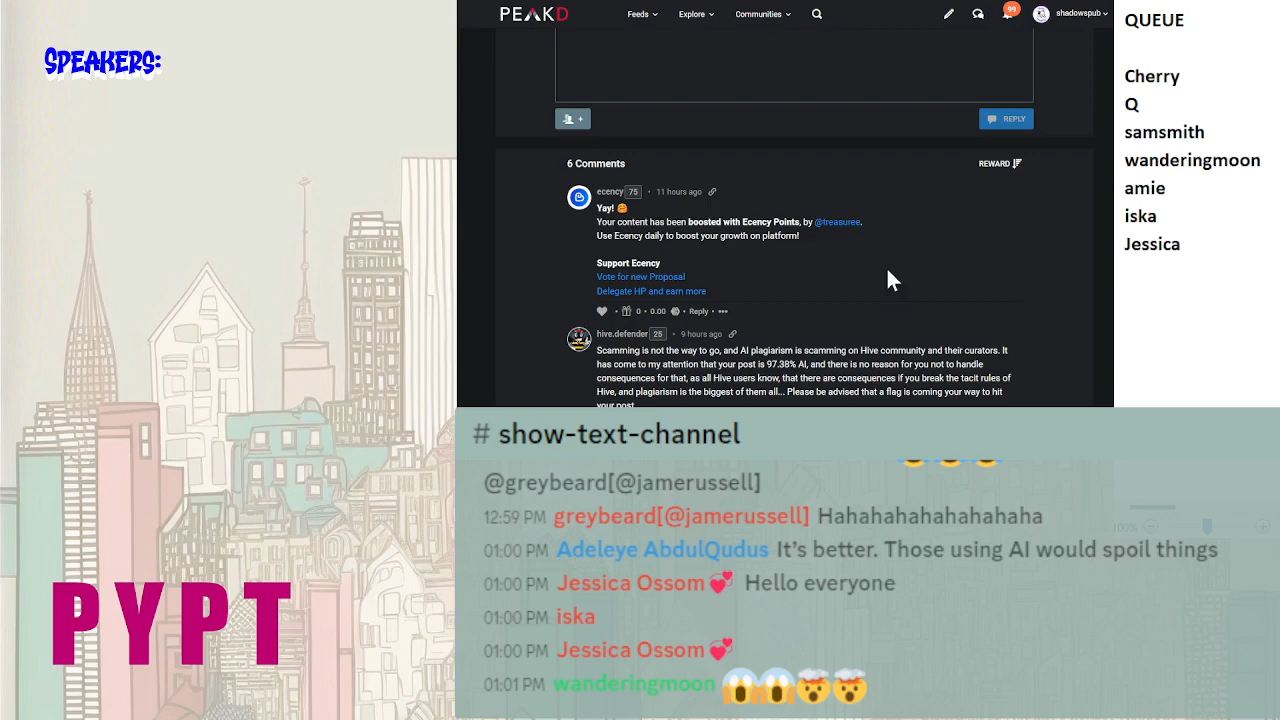 SPEAKERS:
PYPT
PEAKD
Feeds
Explore
Communities
99
shadowspub
REPLY
6 Comments
REWARD
ecency 75 • 11 hours ago
Yay! 🤗
Your content has been boosted with Ecency Points, by @treasuree.
Use Ecency daily to boost your growth on platform!
Support Ecency
Vote for new Proposal
Delegate HP and earn more
0 • 0.00 • Reply • •••
hive.defender 25 • 9 hours ago
Scamming is not the way to go, and AI plagiarism is scamming on Hive community and their curators. It
has come to my attention that your post is 97.38% AI, and there is no reason for you not to handle
consequences for that, as all Hive users know, that there are consequences if you break the tacit rules of
Hive, and plagiarism is the biggest of them all... Please be advised that a flag is coming your way to hit
your post
QUEUE
Cherry
Q
samsmith
wanderingmoon
amie
iska
Jessica
# show-text-channel
@greybeard[@jamerussell]
12:59 PM greybeard[@jamerussell] Hahahahahahahahaha
01:00 PM Adeleye AbdulQudus It's better. Those using AI would spoil things
01:00 PM Jessica Ossom 💞 Hello everyone
01:00 PM iska
01:00 PM Jessica Ossom 💞
01:01 PM wanderingmoon 😱😱🤯🤯
100%